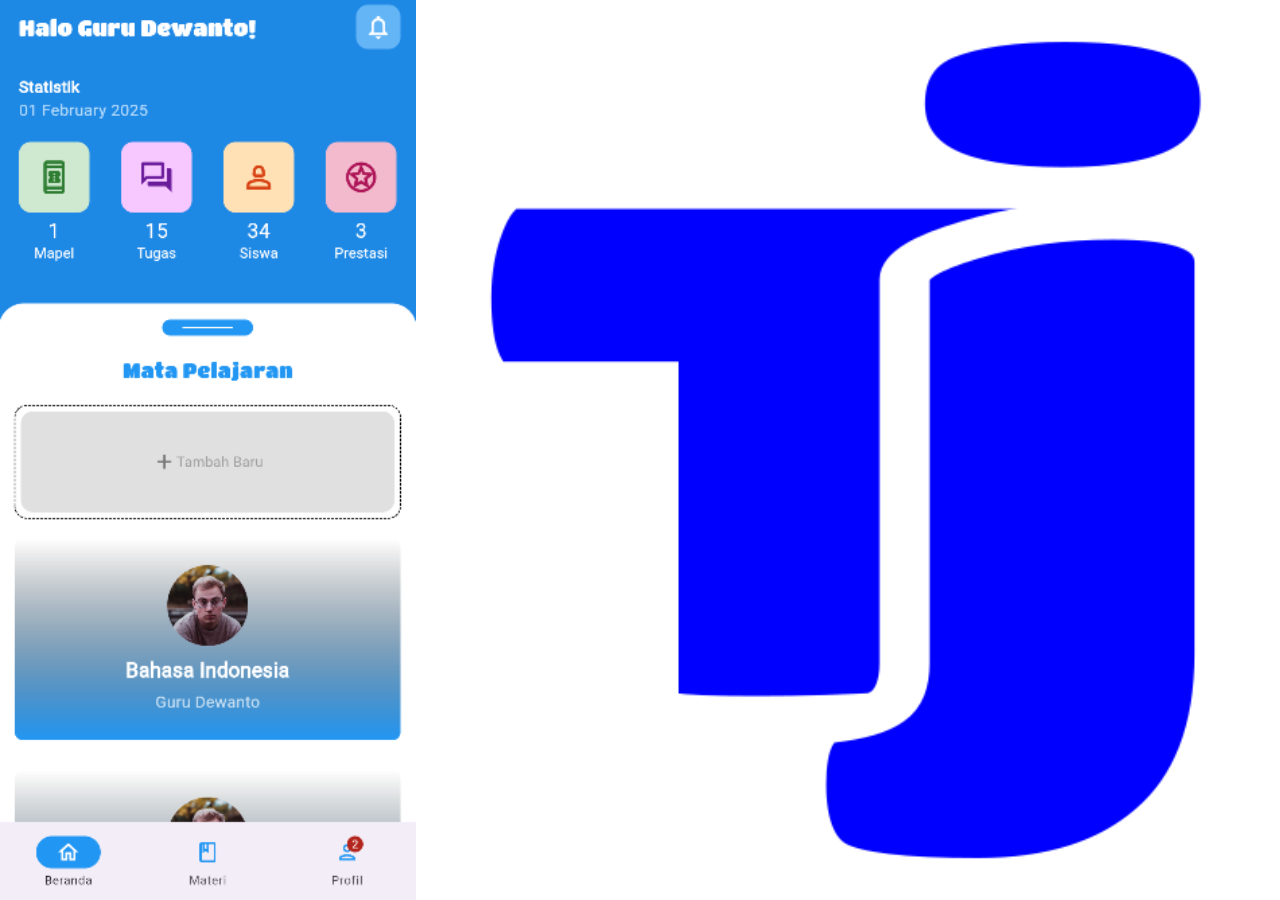 Halo Guru Dewanto!
Statistik
01 February 2025
1
15
34
3
Mapel
Tugas
Siswa
Prestasi
Mata Pelajaran
+ Tambah Baru
Bahasa Indonesia
Guru Dewanto
2
Beranda
Materi
Profil
Tj